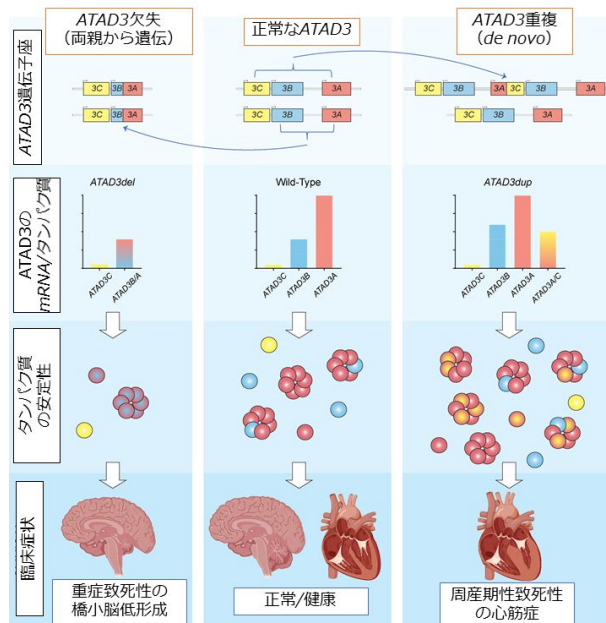 ATAD3欠失
(両親から遺伝)
正常なATAD3
ATAD3重複
(de novo)
ATAD3遺伝子座
3C 3B 3A
3C 3B 3A
3C 3B 3A
3C 3B 3A
3C 3B 3A 3C 3B 3A
3C 3B 3A
ATAD3の
mRNA/タンパク質
ATAD3del
ATAD3C
ATAD3B/A
Wild-Type
ATAD3C
ATAD3B
ATAD3A
ATAD3dup
ATAD3C
ATAD3B
ATAD3A
ATAD3A/C
タンパク質
の安定性
臨床症状
重症致死性の
橋小脳低形成
正常/健康
周産期性致死性
の心筋症